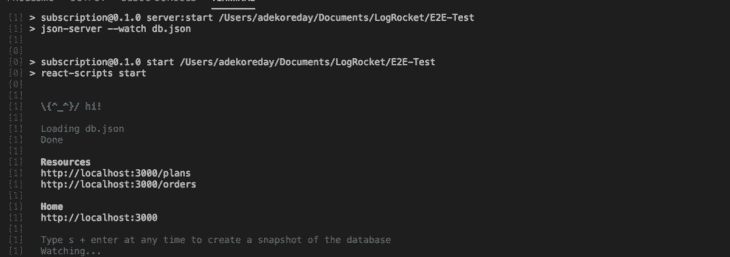 [1] > subscription@0.1.0 server:start /Users/adekoreday/Documents/LogRocket/E2E-Test
[1] > json-server --watch db.json
[1]
[0]
[0] > subscription@0.1.0 start /Users/adekoreday/Documents/LogRocket/E2E-Test
[0] > react-scripts start
[0]
[1]
[1] \{^_^}/ hi!
[1]
[1] Loading db.json
[1] Done
[1]
[1] Resources
[1] http://localhost:3000/plans
[1] http://localhost:3000/orders
[1]
[1] Home
[1] http://localhost:3000
[1]
[1] Type s + enter at any time to create a snapshot of the database
[1] Watching...